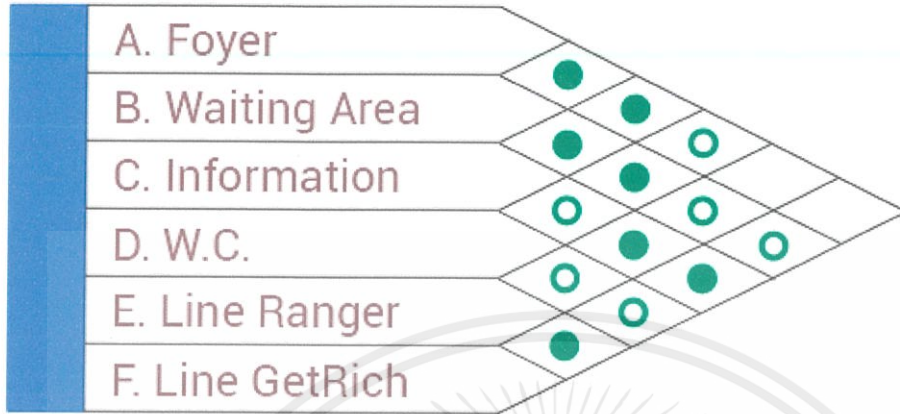 A. Foyer
B. Waiting Area
C. Information
D. W.C.
E. Line Ranger
F. Line GetRich